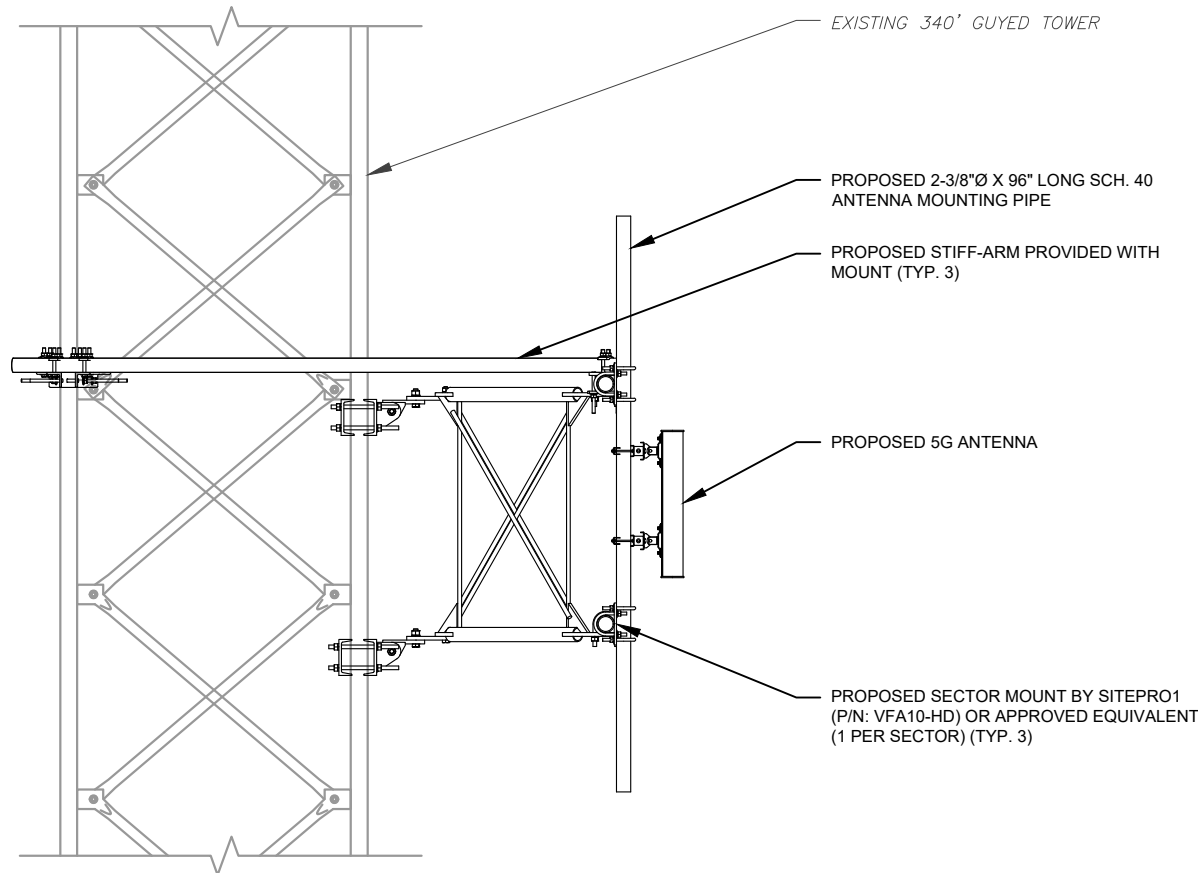 EXISTING 340' GUYED TOWER
PROPOSED 2-3/8"Ø X 96" LONG SCH. 40
ANTENNA MOUNTING PIPE
PROPOSED STIFF-ARM PROVIDED WITH
MOUNT (TYP. 3)
PROPOSED 5G ANTENNA
PROPOSED SECTOR MOUNT BY SITEPRO1
(P/N: VFA10-HD) OR APPROVED EQUIVALENT
(1 PER SECTOR) (TYP. 3)